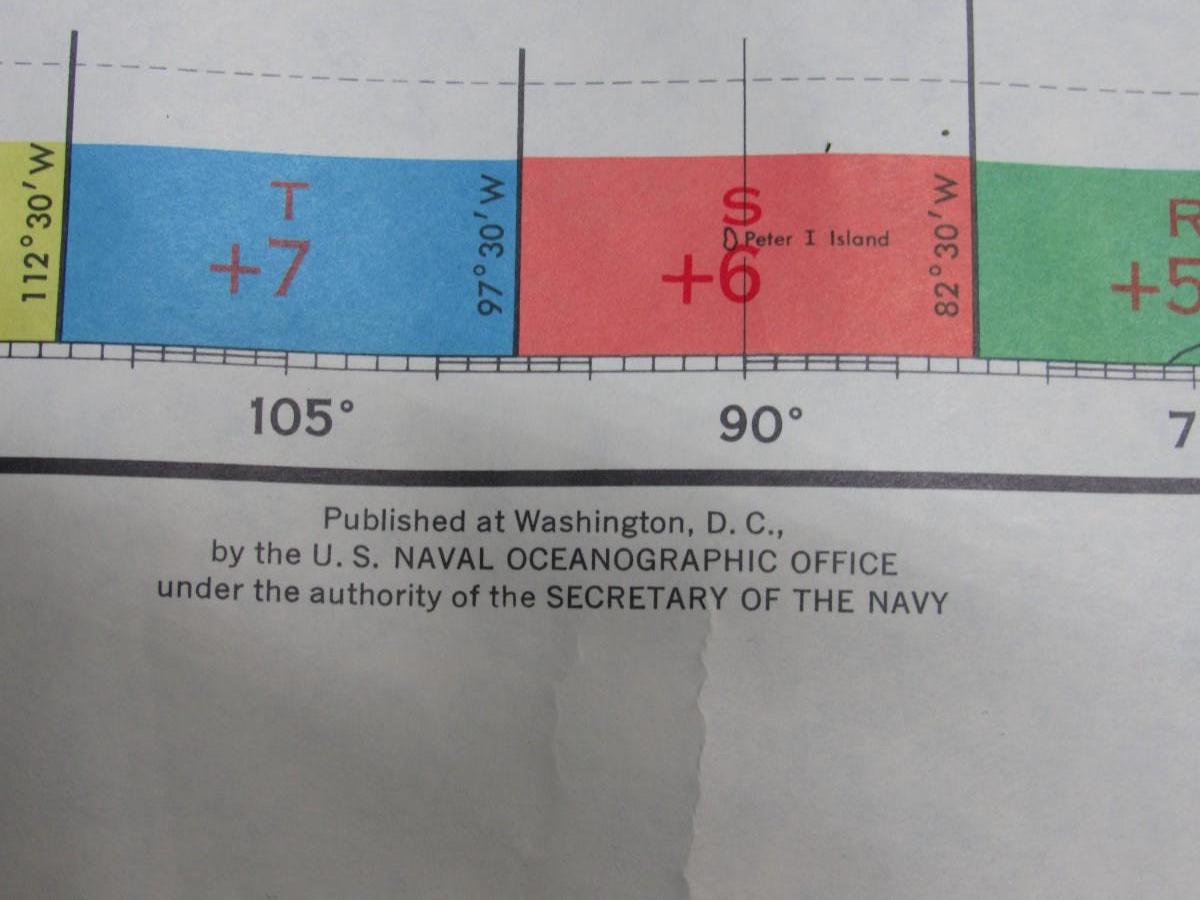 112°30'W
T
+7
97°30'W
S
Peter I Island
+6
82°30'W
R
+5
105°
90°
7
Published at Washington, D. C.,
by the U. S. NAVAL OCEANOGRAPHIC OFFICE
under the authority of the SECRETARY OF THE NAVY